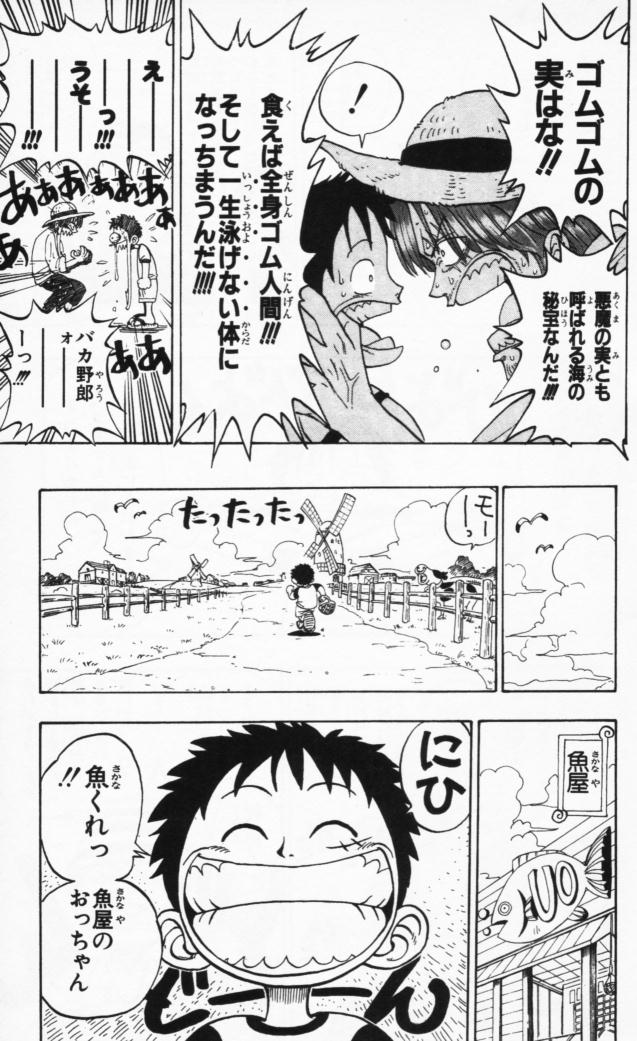 ゴムゴムの
実はな!!
悪魔の実とも
呼ばれる海の
秘宝なんだ!!!
!
食えば全身ゴム人間!!!
そして一生泳げない体に
なっちまうんだ!!!!
え———
———っ!!!
うそ———
———!!!
あああああああぁぁ
ああ
バカ野郎
ォ———
—っ!!!
モー
—っ
たったったっ
魚屋
UO
にひ
魚くれっ
!!
魚屋の
おっちゃん
どーーん